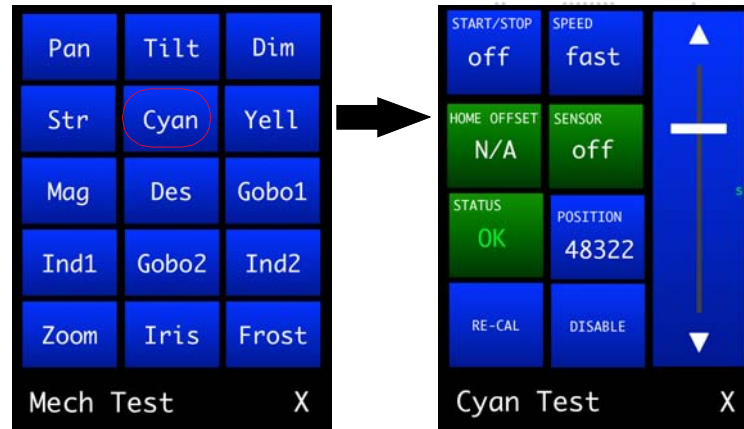 Pan Tilt Dim
Str Cyan Yell
Mag Des Gobo1
Ind1 Gobo2 Ind2
Zoom Iris Frost
Mech Test X
START/STOP SPEED
off fast
HOME OFFSET SENSOR
N/A off
STATUS POSITION
OK 48322
RE-CAL DISABLE
Cyan Test X